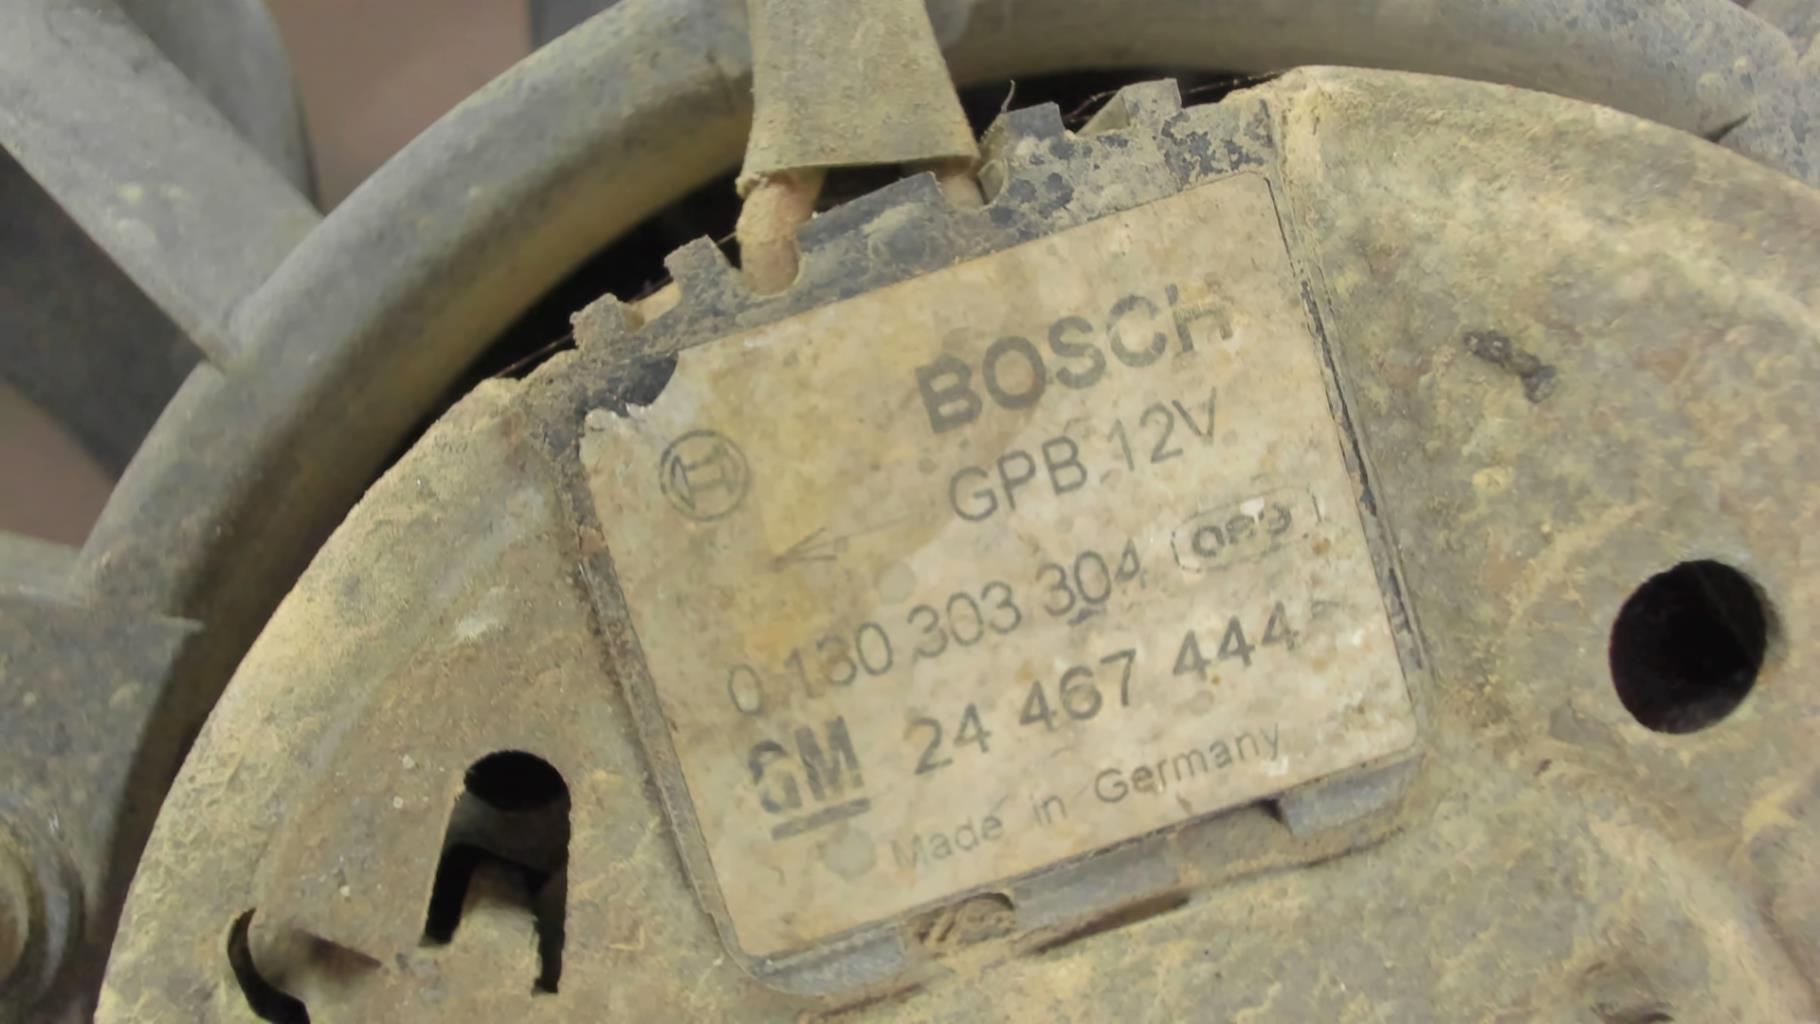 BOSCH
GPB 12V
0 130 303 304
GM 24 467 444
Made in Germany